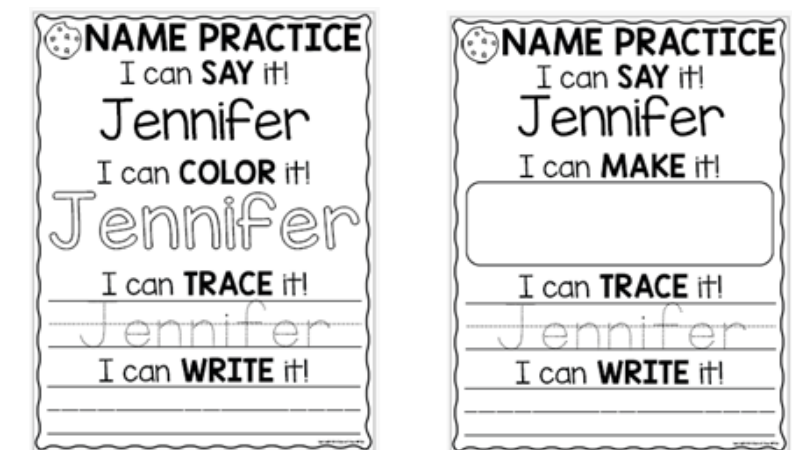 NAME PRACTICE
I can SAY it!
Jennifer
I can COLOR it!
Jennifer
I can TRACE it!
Jennifer
I can WRITE it!
NAME PRACTICE
I can SAY it!
Jennifer
I can MAKE it!
I can TRACE it!
Jennifer
I can WRITE it!